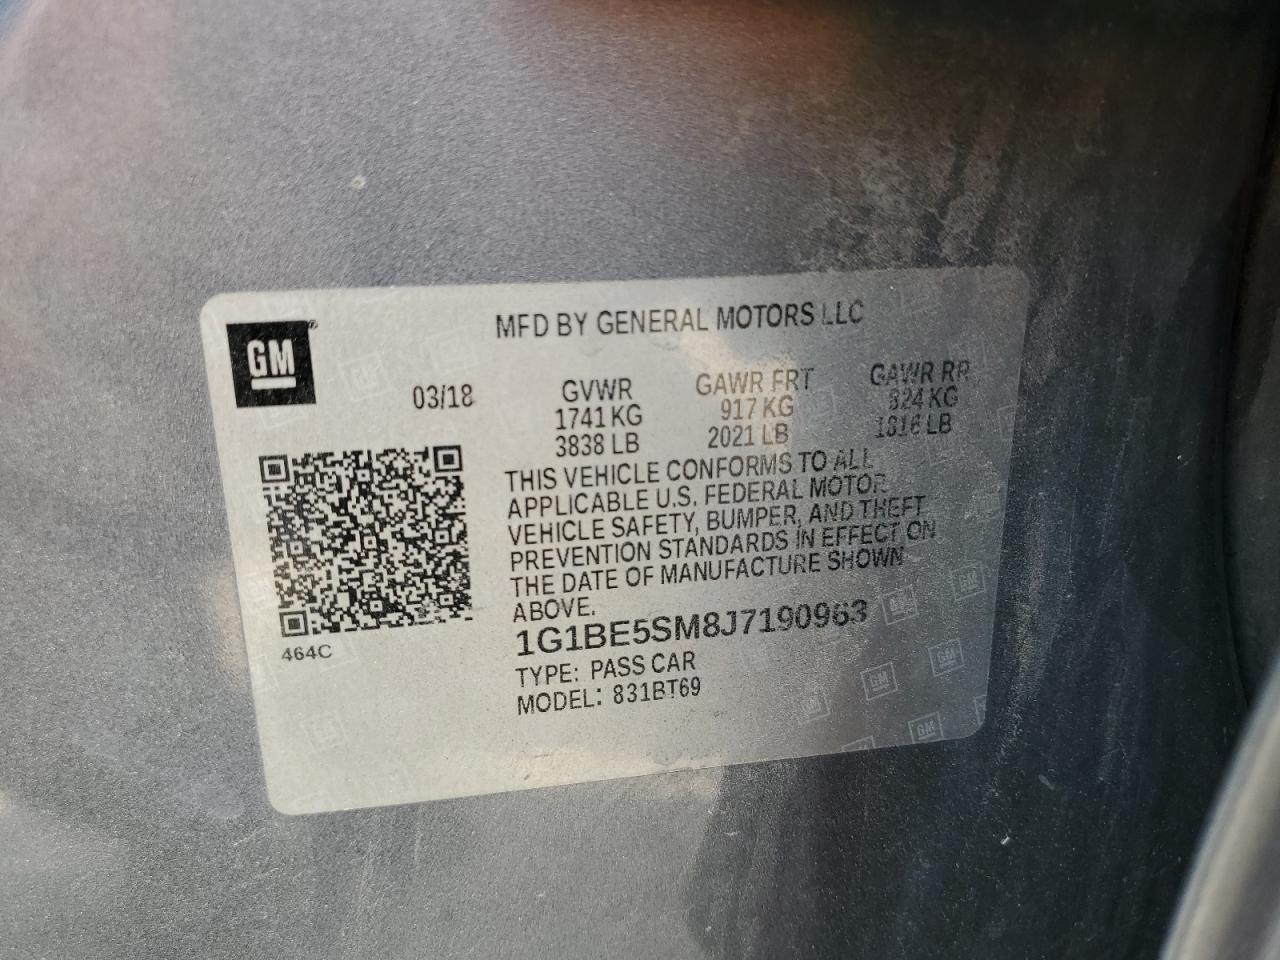 GM
MFD BY GENERAL MOTORS LLC
03/18 GVWR GAWR FRT GAWR RR
1741 KG 917 KG 824 KG
3838 LB 2021 LB 1816 LB
THIS VEHICLE CONFORMS TO ALL
APPLICABLE U.S. FEDERAL MOTOR
VEHICLE SAFETY, BUMPER, AND THEFT
PREVENTION STANDARDS IN EFFECT ON
THE DATE OF MANUFACTURE SHOWN
ABOVE.
1G1BE5SM8J7190963
TYPE: PASS CAR
MODEL: 831BT69
464C